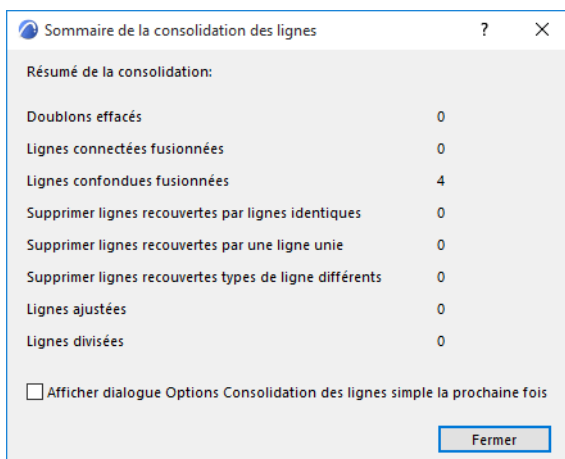 Sommaire de la consolidation des lignes ?
Résumé de la consolidation:
Doublons effacés 0
Lignes connectées fusionnées 0
Lignes confondues fusionnées 4
Supprimer lignes recouvertes par lignes identiques 0
Supprimer lignes recouvertes par une ligne unie 0
Supprimer lignes recouvertes types de ligne différents 0
Lignes ajustées 0
Lignes divisées 0
Afficher dialogue Options Consolidation des lignes simple la prochaine fois
Fermer